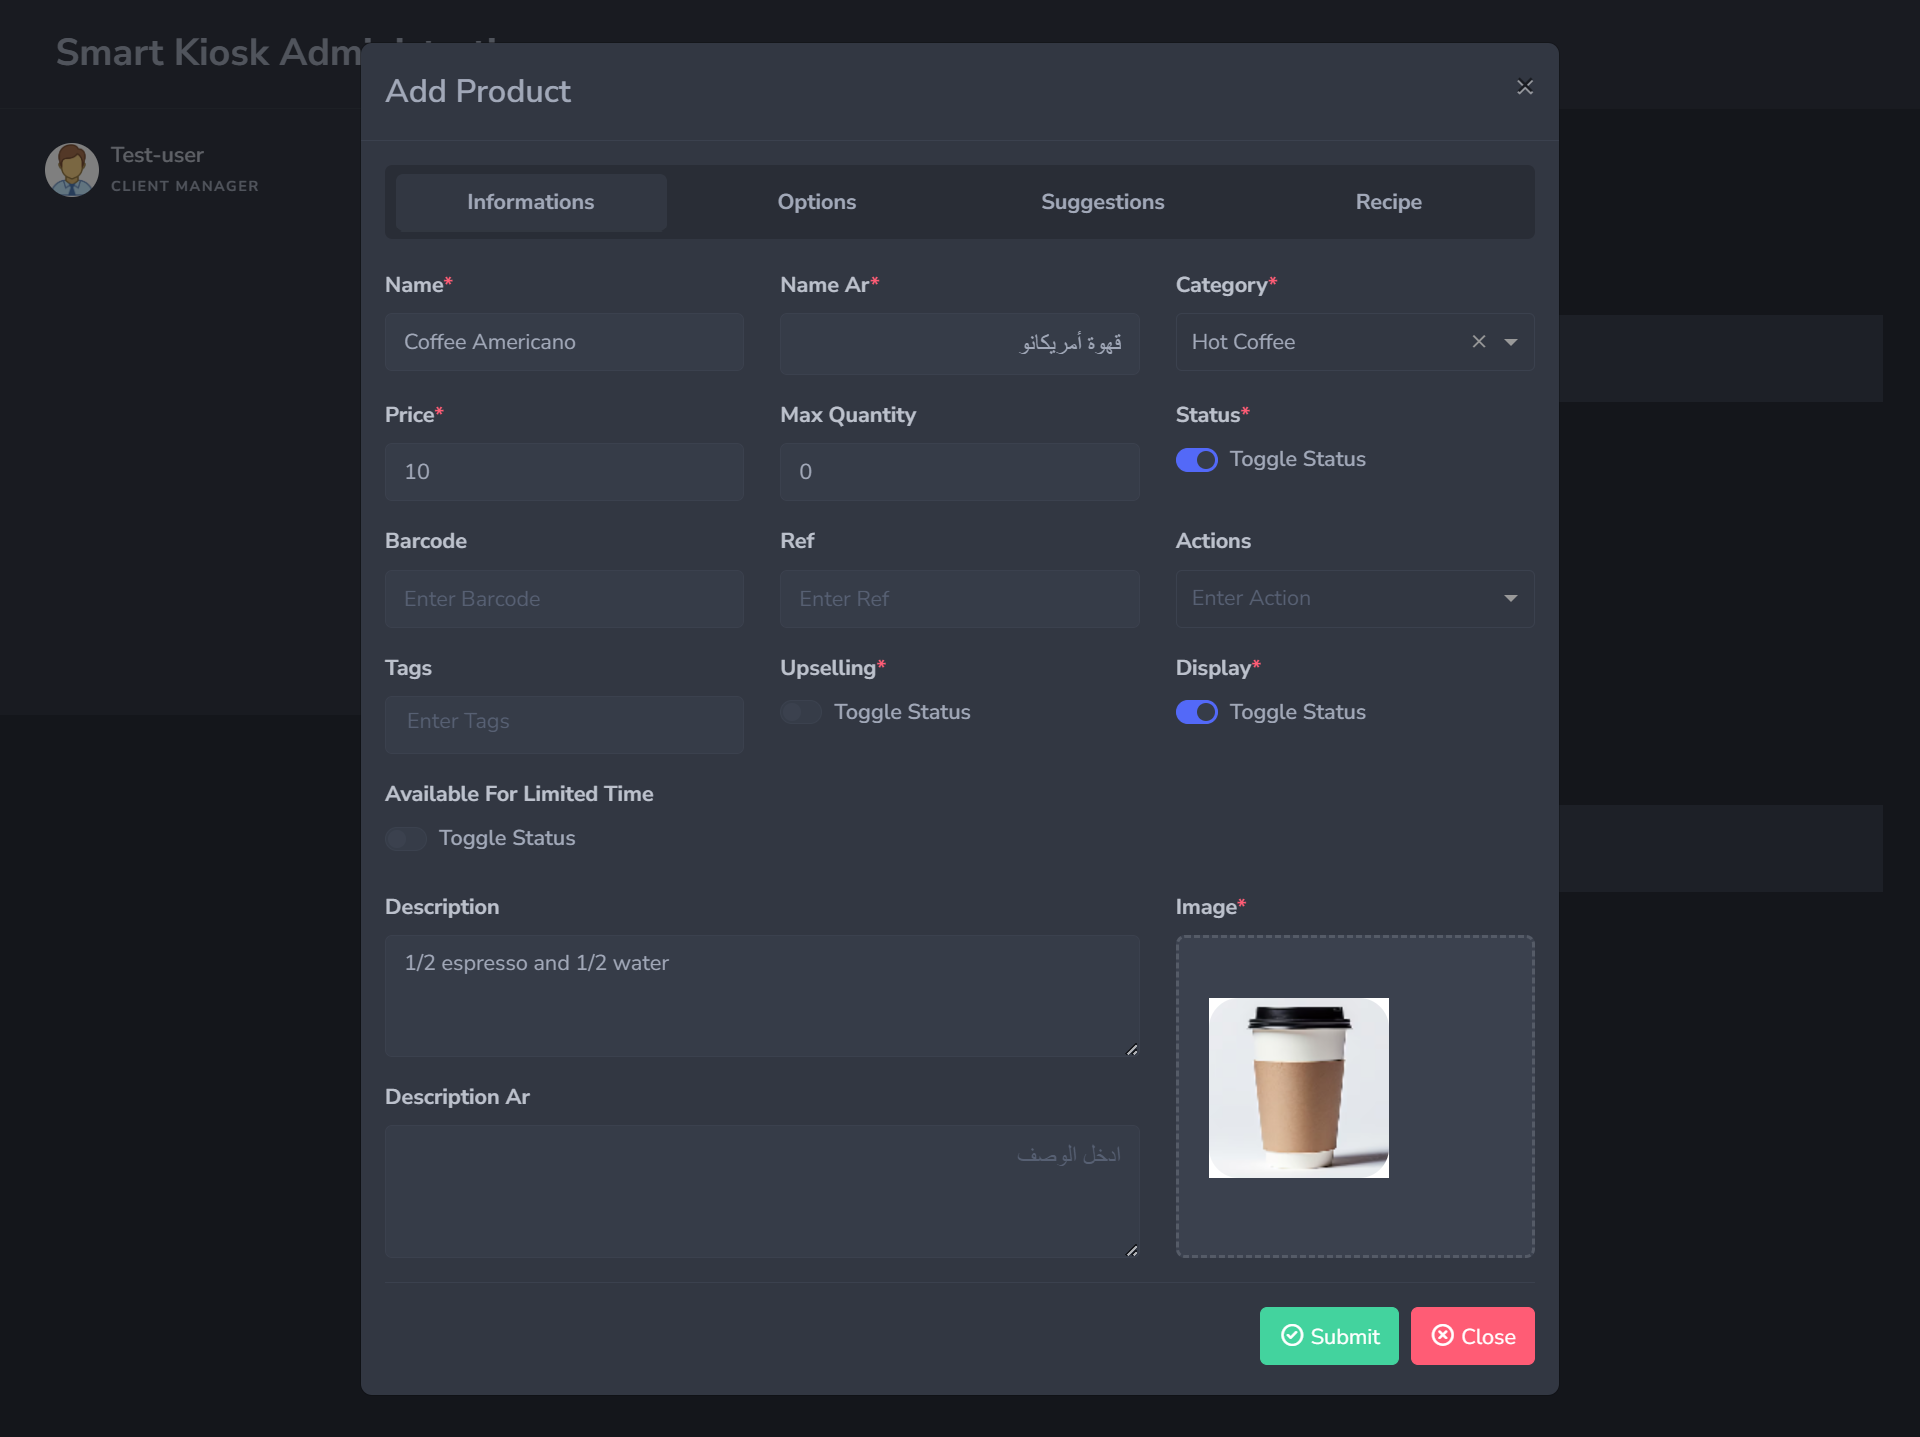 Smart Kiosk
Add Product
Test-user
CLIENT MANAGER
Informations
Options
Suggestions
Recipe
Name*
Name Ar*
Category*
Coffee Americano
قهوة أمريكانو
Hot Coffee
Price*
Max Quantity
Status*
10
0
Toggle Status
Barcode
Ref
Actions
Enter Barcode
Enter Ref
Enter Action
Tags
Upselling*
Display*
Enter Tags
Toggle Status
Toggle Status
Available For Limited Time
Toggle Status
Description
Image*
1/2 espresso and 1/2 water
Description Ar
ادخل الوصف
Submit
Close